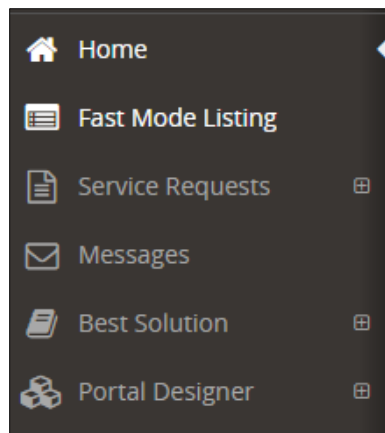 Home
Fast Mode Listing
Service Requests
Messages
Best Solution
Portal Designer